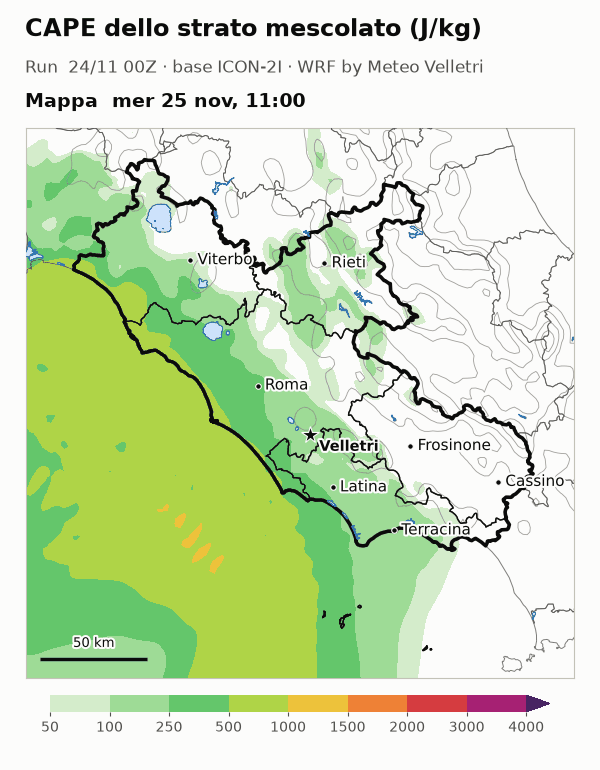 CAPE dello strato mescolato (J/kg)
Run  24/11 00Z · base ICON-2I · WRF by Meteo Velletri
Mappa  mer 25 nov, 11:00
Viterbo
Rieti
Roma
Velletri
Frosinone
Latina
Cassino
Terracina
50 km
50 100 250 500 1000 1500 2000 3000 4000